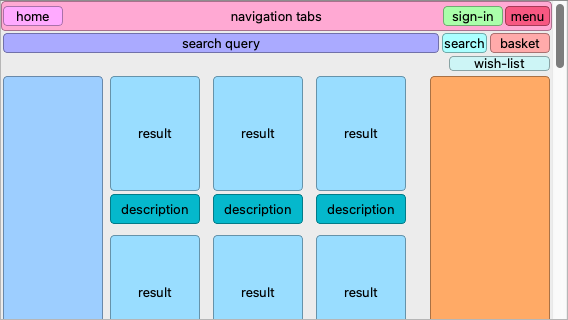 home navigation tabs sign-in menu
search query search basket
wish-list
result result result
description description description
result result result